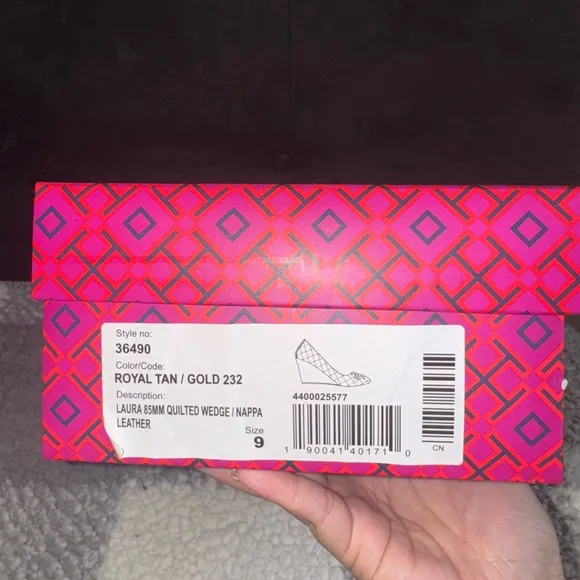 Style no:
36490
Color/Code:
ROYAL TAN / GOLD 232
Description:
LAURA 85MM QUILTED WEDGE / NAPPA
LEATHER
Size
9
4400025577
1 90041 40171 0
CN